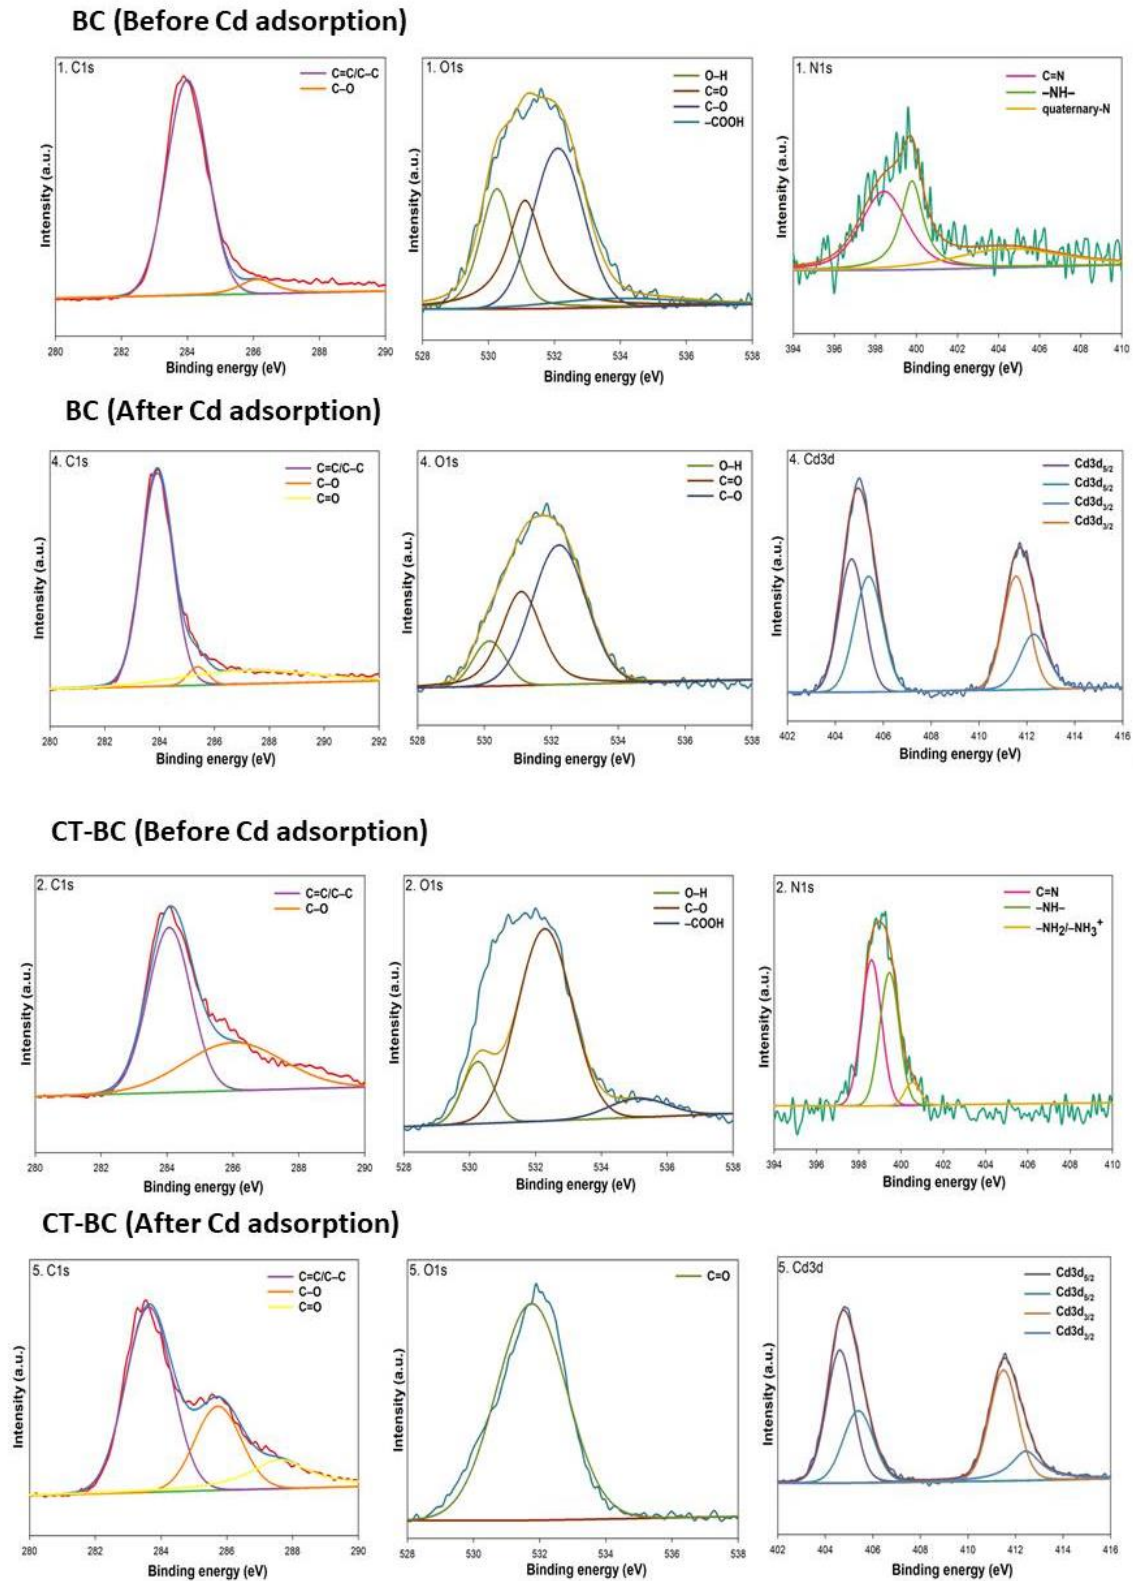 BC (Before Cd adsorption)
1. C1s
C=C/C–C
C–O
Intensity (a.u.)
280 282 284 286 288 290
Binding energy (eV)
1. O1s
O–H
C=O
C–O
–COOH
Intensity (a.u.)
528 530 532 534 536 538
Binding energy (eV)
1. N1s
C=N
–NH–
quaternary-N
Intensity (a.u.)
394 396 398 400 402 404 406 408 410
Binding energy (eV)
BC (After Cd adsorption)
4. C1s
C=C/C–C
C–O
C=O
Intensity (a.u.)
280 282 284 286 288 290 292
Binding energy (eV)
4. O1s
O–H
C=O
C–O
Intensity (a.u.)
528 530 532 534 536 538
Binding energy (eV)
4. Cd3d
Cd3d5/2
Cd3d5/2
Cd3d3/2
Cd3d3/2
Intensity (a.u.)
402 404 406 408 410 412 414 416
Binding energy (eV)
CT-BC (Before Cd adsorption)
2. C1s
C=C/C–C
C–O
Intensity (a.u.)
280 282 284 286 288 290
Binding energy (eV)
2. O1s
O–H
C–O
–COOH
Intensity (a.u.)
528 530 532 534 536 538
Binding energy (eV)
2. N1s
C=N
–NH–
–NH2/–NH3+
Intensity (a.u.)
394 396 398 400 402 404 406 408 410
Binding energy (eV)
CT-BC (After Cd adsorption)
5. C1s
C=C/C–C
C–O
C=O
Intensity (a.u.)
280 282 284 286 288 290
Binding energy (eV)
5. O1s
C=O
Intensity (a.u.)
528 530 532 534 536 538
Binding energy (eV)
5. Cd3d
Cd3d5/2
Cd3d5/2
Cd3d3/2
Cd3d3/2
Intensity (a.u.)
402 404 406 408 410 412 414 416
Binding energy (eV)